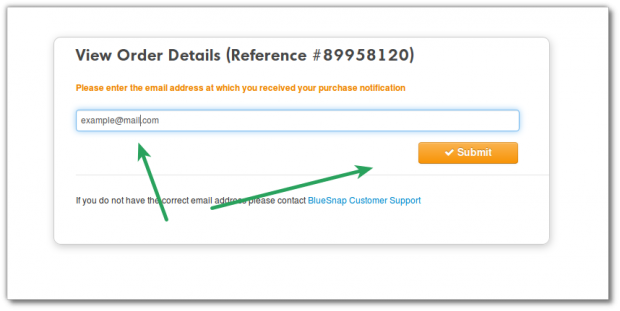 View Order Details (Reference #89958120)
Please enter the email address at which you received your purchase notification
example@mail.com
Submit
If you do not have the correct email address please contact BlueSnap Customer Support